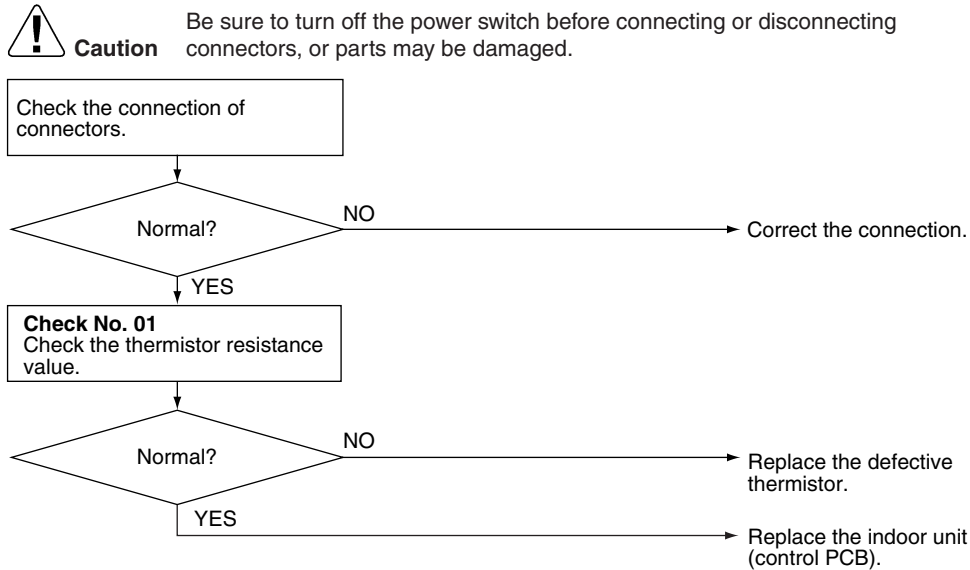 Be sure to turn off the power switch before connecting or disconnecting
Caution connectors, or parts may be damaged.
Check the connection of
connectors.
Normal?
NO
Correct the connection.
YES
Check No. 01
Check the thermistor resistance
value.
Normal?
NO
Replace the defective
thermistor.
YES
Replace the indoor unit
(control PCB).